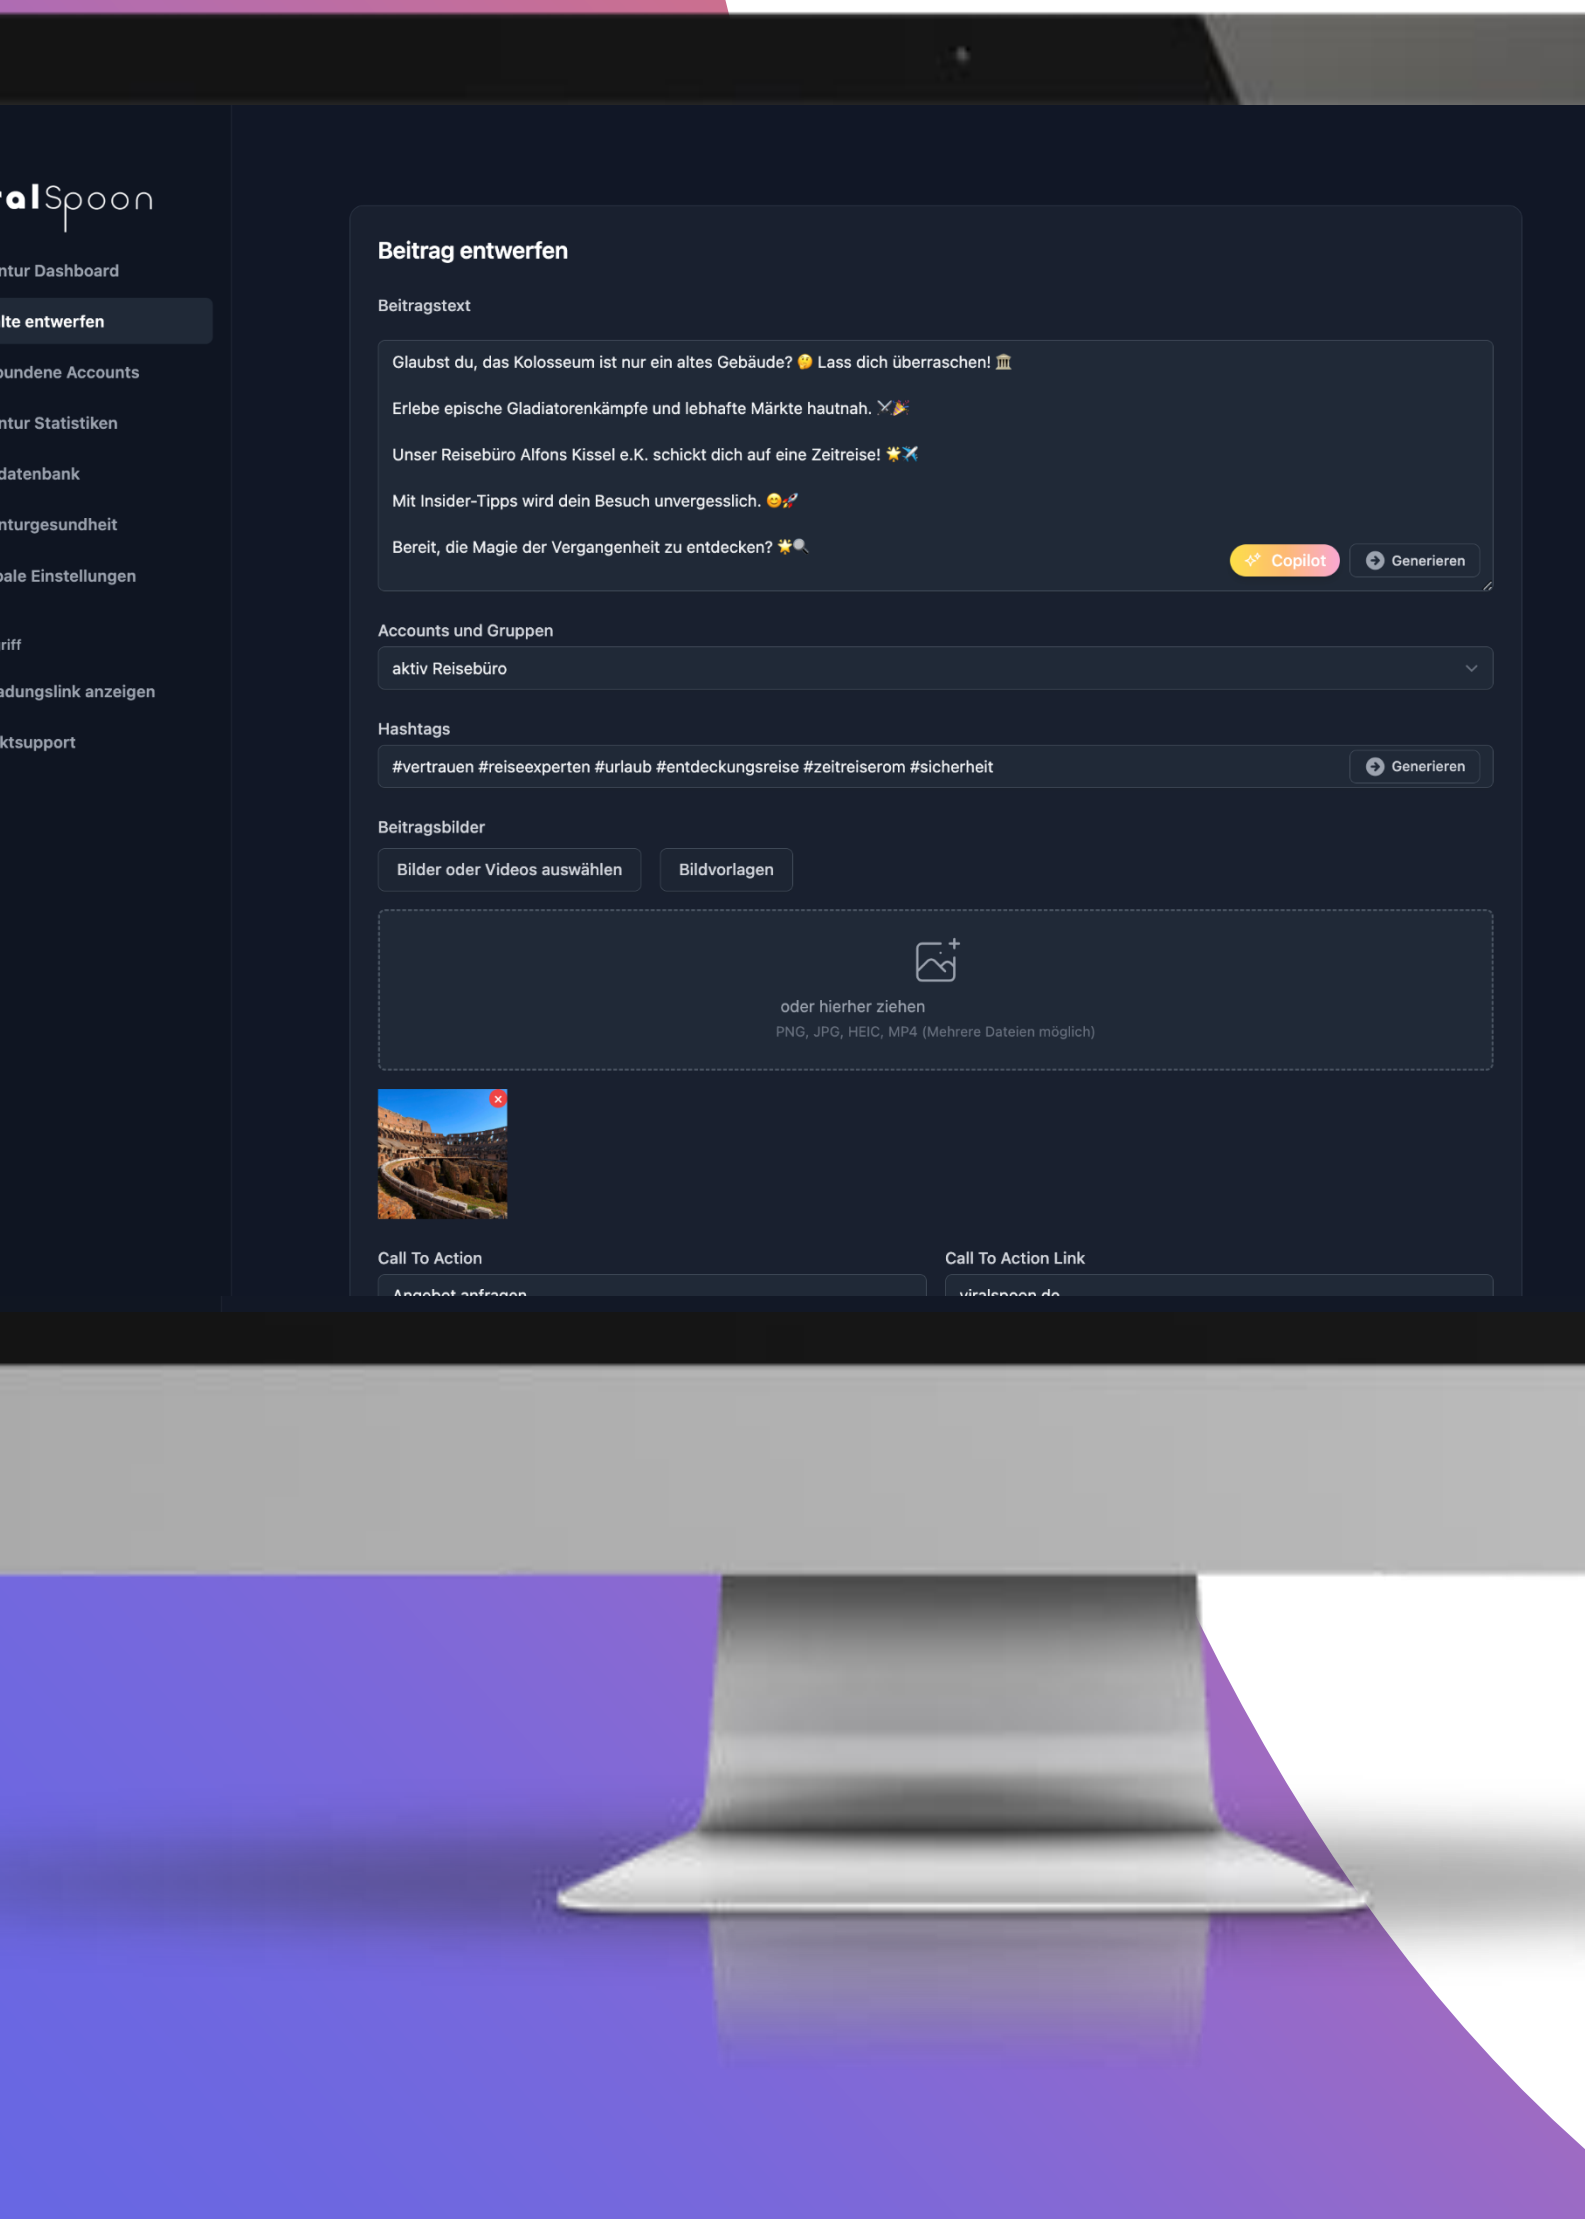 alSpoon
ntur Dashboard
lte entwerfen
bundene Accounts
ntur Statistiken
datenbank
nturgesundheit
bale Einstellungen
riff
adungslink anzeigen
ktsupport
Beitrag entwerfen
Beitragstext
Glaubst du, das Kolosseum ist nur ein altes Gebäude? 🤔 Lass dich überraschen! 🏛️
Erlebe epische Gladiatorenkämpfe und lebhafte Märkte hautnah. ⚔️🎉
Unser Reisebüro Alfons Kissel e.K. schickt dich auf eine Zeitreise! 🌟✈️
Mit Insider-Tipps wird dein Besuch unvergesslich. 😊🚀
Bereit, die Magie der Vergangenheit zu entdecken? 🌟🔍
Copilot
Generieren
Accounts und Gruppen
aktiv Reisebüro
Hashtags
#vertrauen #reiseexperten #urlaub #entdeckungsreise #zeitreiserom #sicherheit
Generieren
Beitragsbilder
Bilder oder Videos auswählen
Bildvorlagen
oder hierher ziehen
PNG, JPG, HEIC, MP4 (Mehrere Dateien möglich)
Call To Action
Call To Action Link
Angebot anfragen
viralspoon.de